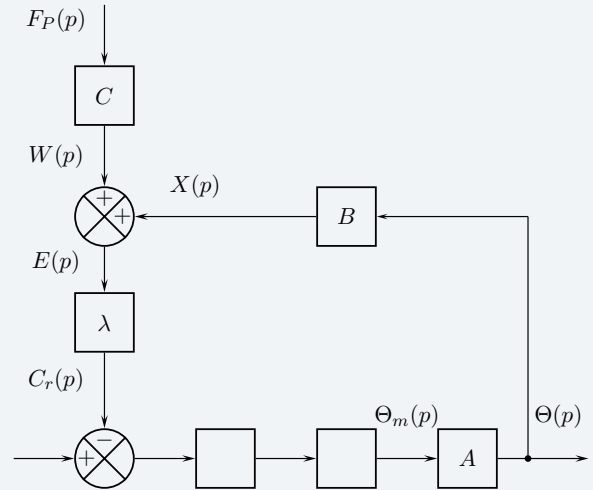 F_P(p)
C
W(p)
+
+
X(p)
B
E(p)
λ
C_r(p)
−
+
Θ_m(p)
A
Θ(p)